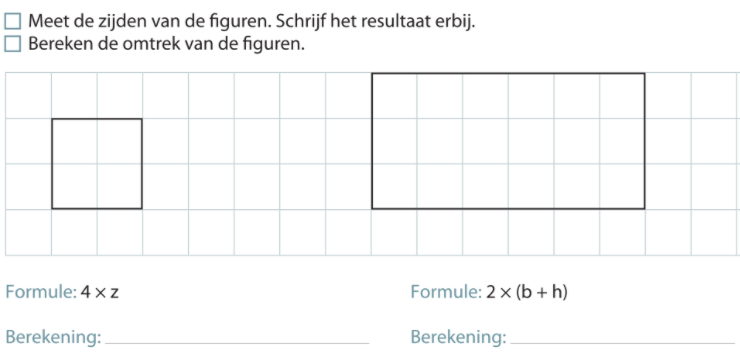 Meet de zijden van de figuren. Schrijf het resultaat erbij.
Bereken de omtrek van de figuren.
Formule: 4 × z
Formule: 2 × (b + h)
Berekening:
Berekening: